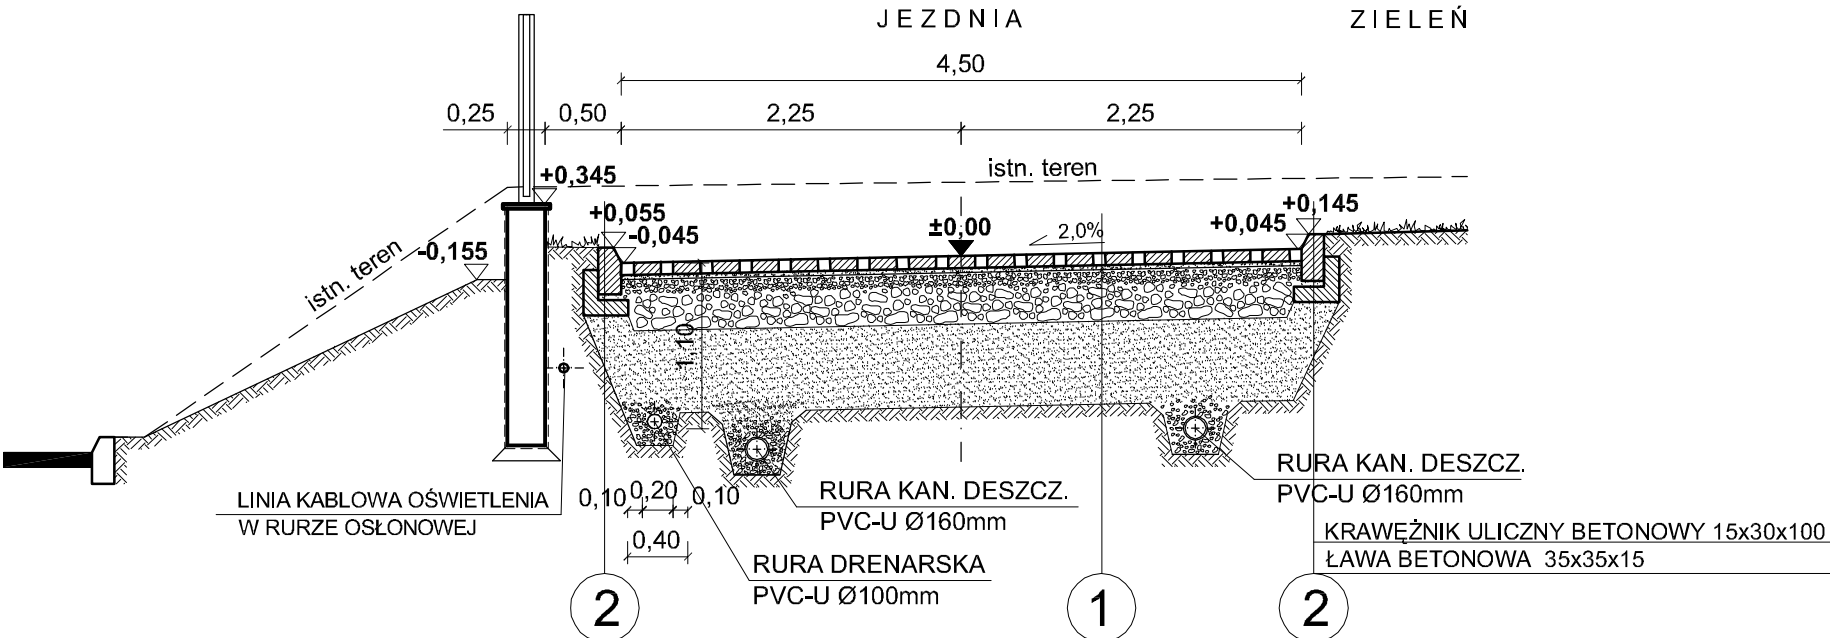 JEZDNIA
ZIELEŃ
4,50
0,25
0,50
2,25
2,25
istn. teren
+0,345
+0,055
-0,045
±0,00
2,0%
+0,045
+0,145
-0,155
istn. teren
1,10
LINIA KABLOWA OŚWIETLENIA
W RURZE OSŁONOWEJ
0,10
0,20
0,10
0,40
RURA KAN. DESZCZ.
PVC-U Ø160mm
RURA KAN. DESZCZ.
PVC-U Ø160mm
RURA DRENARSKA
PVC-U Ø100mm
KRAWĘŻNIK ULICZNY BETONOWY 15x30x100
ŁAWA BETONOWA 35x35x15
2
1
2